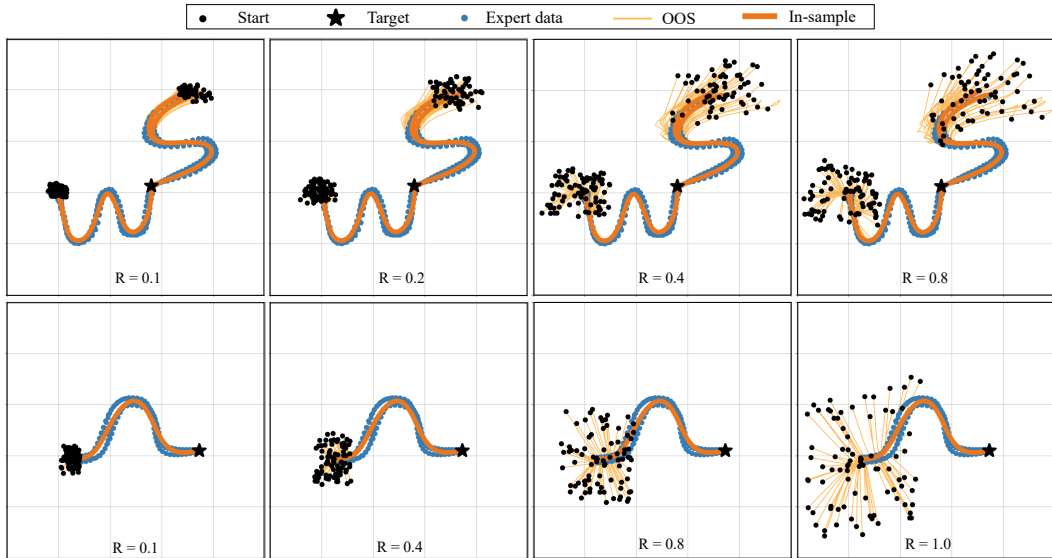 Start Target Expert data OOS In-sample
R = 0.1 R = 0.2 R = 0.4 R = 0.8
R = 0.1 R = 0.4 R = 0.8 R = 1.0